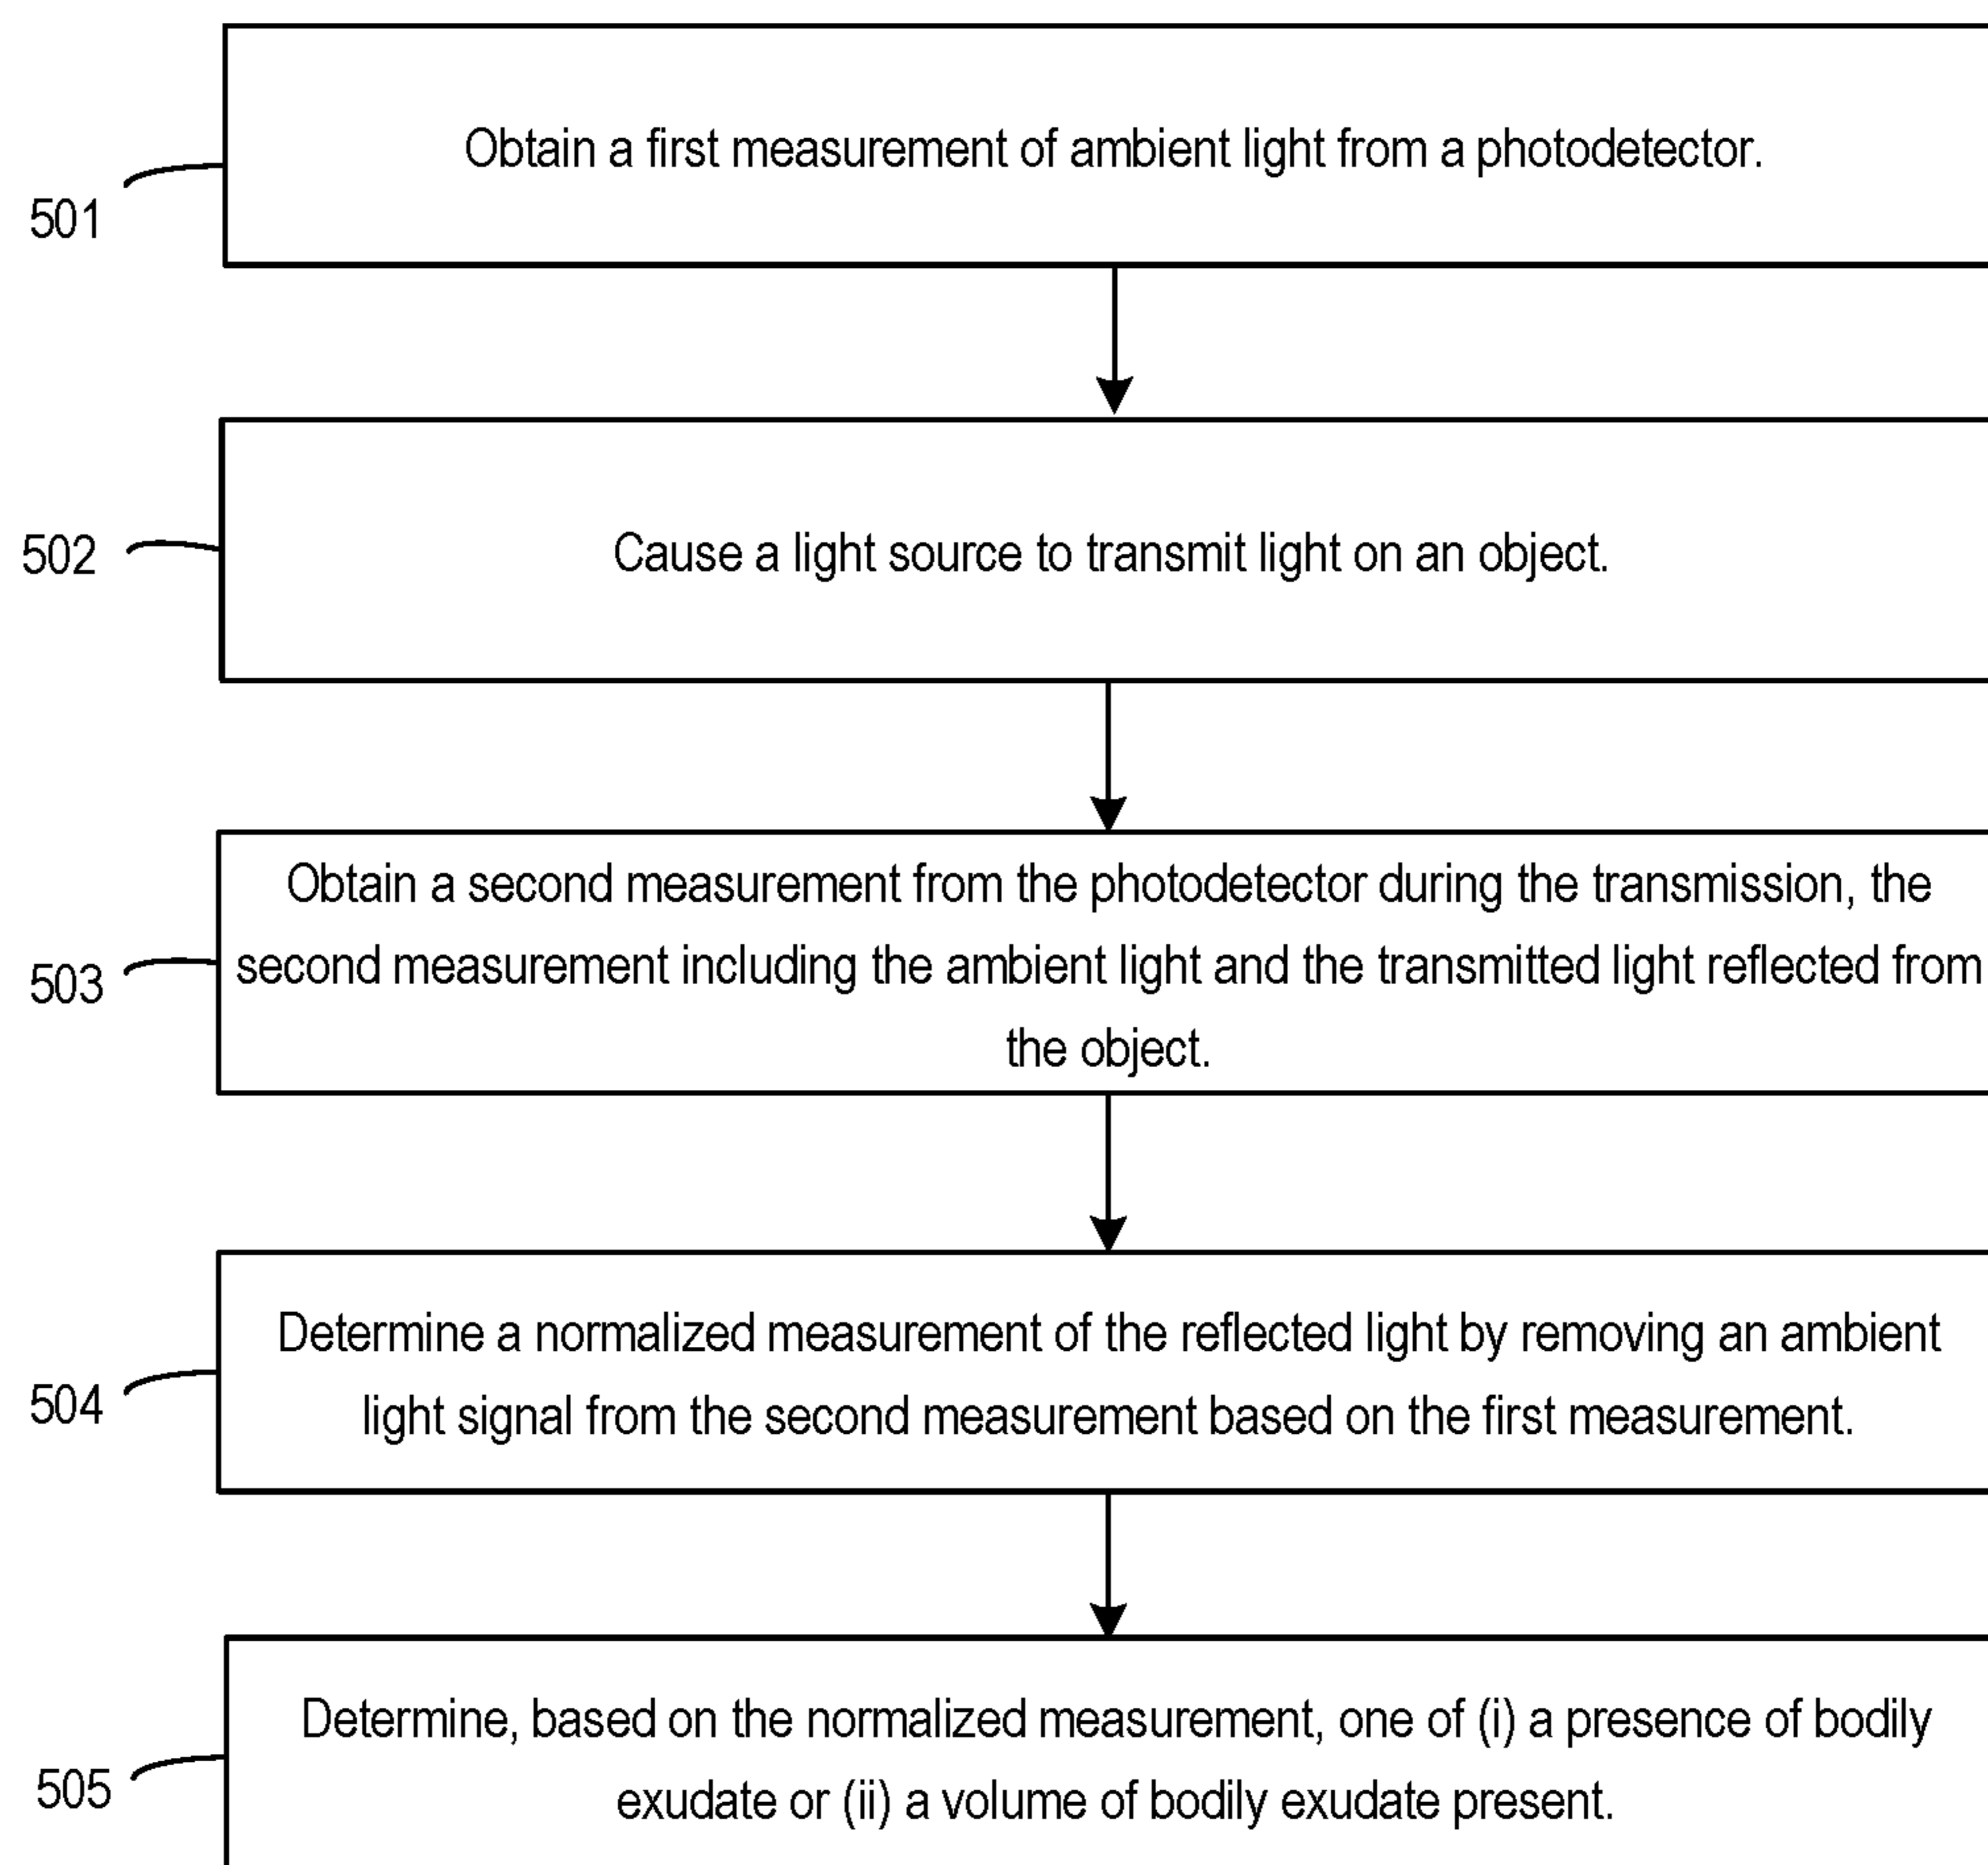 Obtain a first measurement of ambient light from a photodetector.
501
Cause a light source to transmit light on an object.
502
Obtain a second measurement from the photodetector during the transmission, the
second measurement including the ambient light and the transmitted light reflected from
the object.
503
Determine a normalized measurement of the reflected light by removing an ambient
light signal from the second measurement based on the first measurement.
504
Determine, based on the normalized measurement, one of (i) a presence of bodily
exudate or (ii) a volume of bodily exudate present.
505